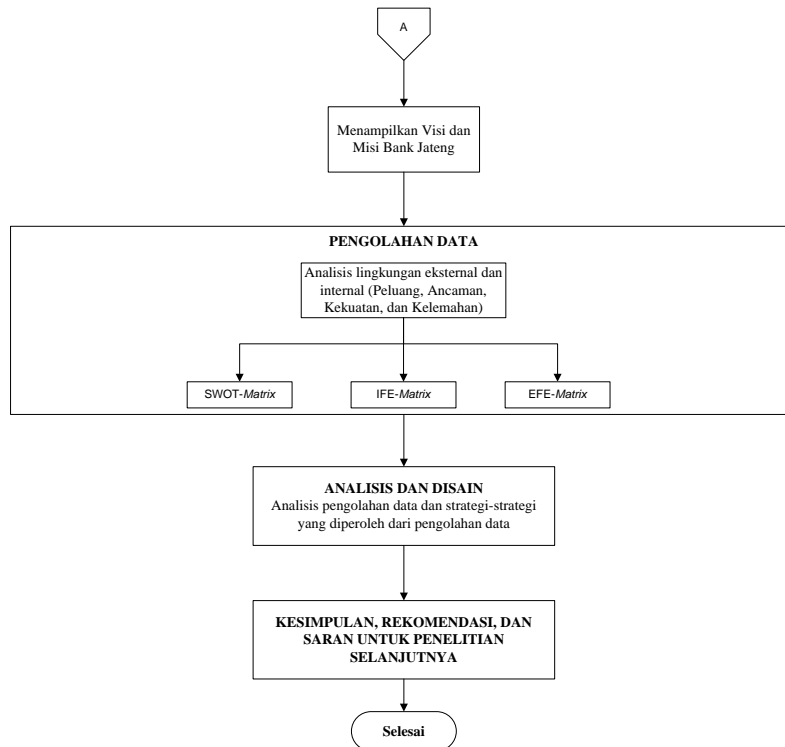 A
Menampilkan Visi dan
Misi Bank Jateng
PENGOLAHAN DATA
Analisis lingkungan eksternal dan
internal (Peluang, Ancaman,
Kekuatan, dan Kelemahan)
SWOT-Matrix
IFE-Matrix
EFE-Matrix
ANALISIS DAN DISAIN
Analisis pengolahan data dan strategi-strategi
yang diperoleh dari pengolahan data
KESIMPULAN, REKOMENDASI, DAN
SARAN UNTUK PENELITIAN
SELANJUTNYA
Selesai